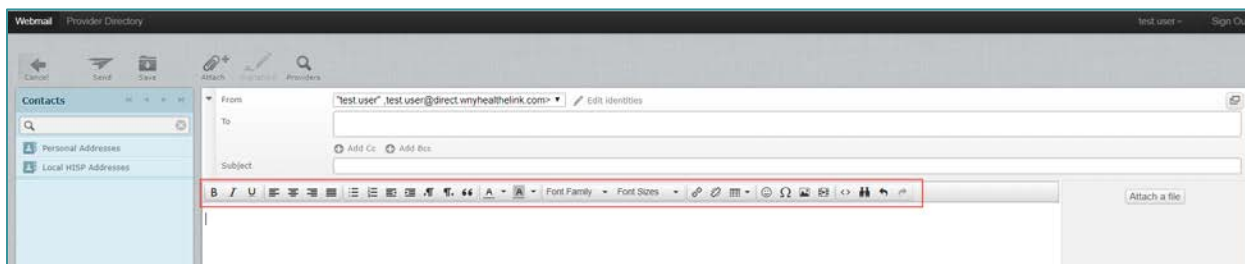 Webmail Provider Directory test user Sign Ou
Cancel Send Save Attach Providers
Contacts
Personal Addresses
Local HISP Addresses
From "test user" ,test.user@direct.wnyhealthelink.com> Edit identities
To
Add Cc Add Bcc
Subject
B I U A A Font Family Font Sizes Ω
Attach a file